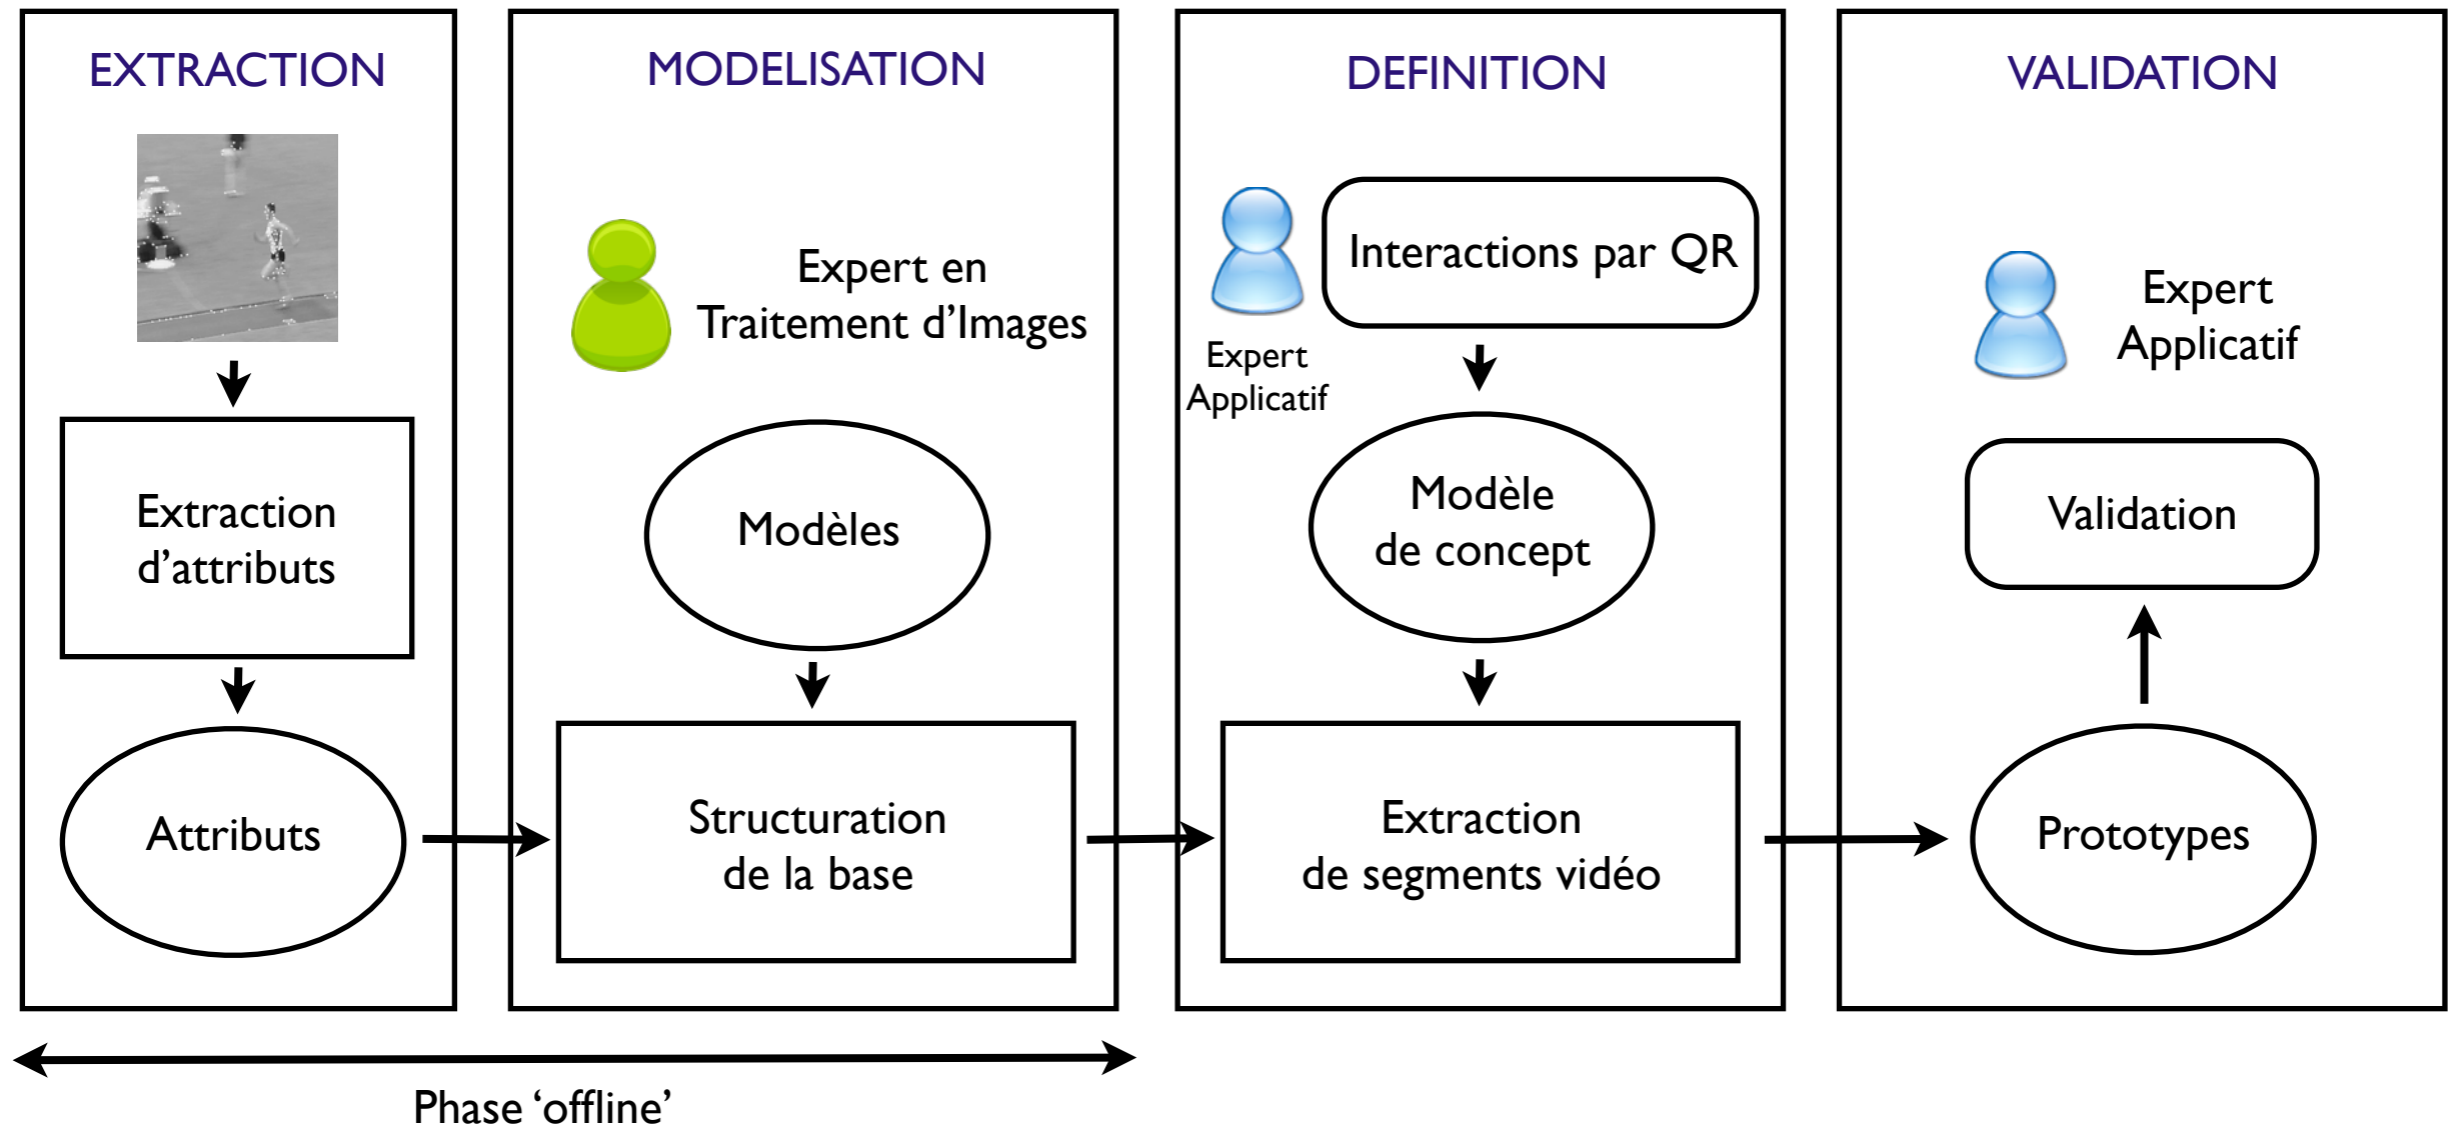 EXTRACTION
Extraction
d’attributs
Attributs
MODELISATION
Expert en
Traitement d’Images
Modèles
Structuration
de la base
DEFINITION
Interactions par QR
Expert
Applicatif
Modèle
de concept
Extraction
de segments vidéo
VALIDATION
Expert
Applicatif
Validation
Prototypes
Phase ‘offline’